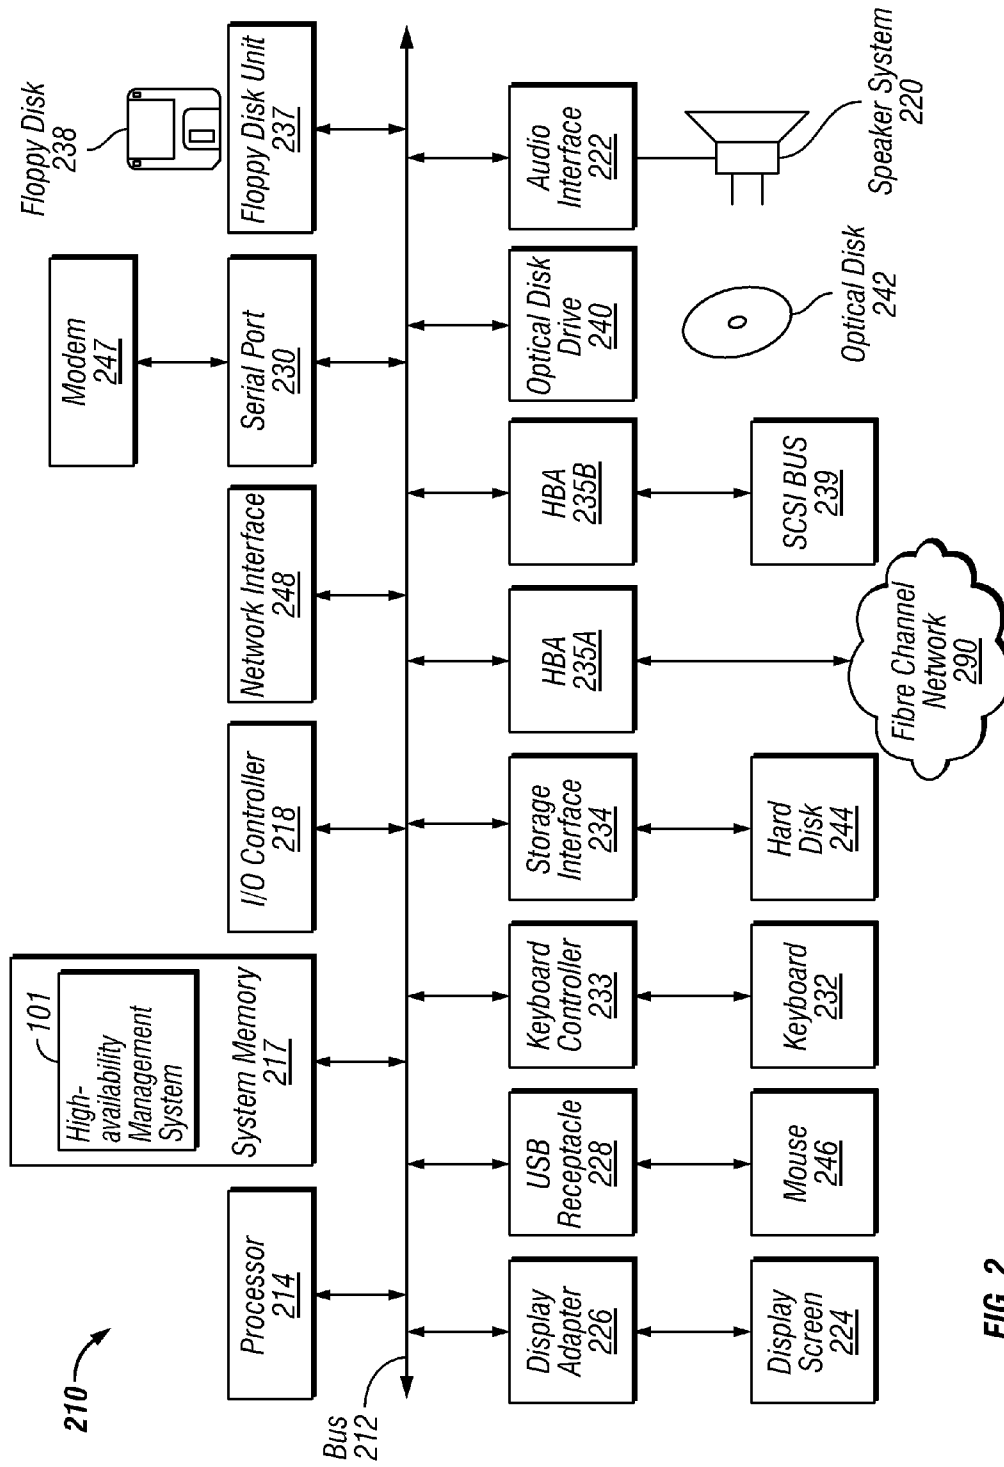 210
Processor
214
101
High-
availability
Management
System
System Memory
217
I/O Controller
218
Network Interface
248
Modem
247
Serial Port
230
Floppy Disk
238
Floppy Disk Unit
237
Bus
212
Display
Adapter
226
USB
Receptacle
228
Keyboard
Controller
233
Storage
Interface
234
HBA
235A
HBA
235B
Optical Disk
Drive
240
Audio
Interface
222
Display
Screen
224
Mouse
246
Keyboard
232
Hard
Disk
244
Fibre Channel
Network
290
SCSI BUS
239
Optical Disk
242
Speaker System
220
FIG. 2